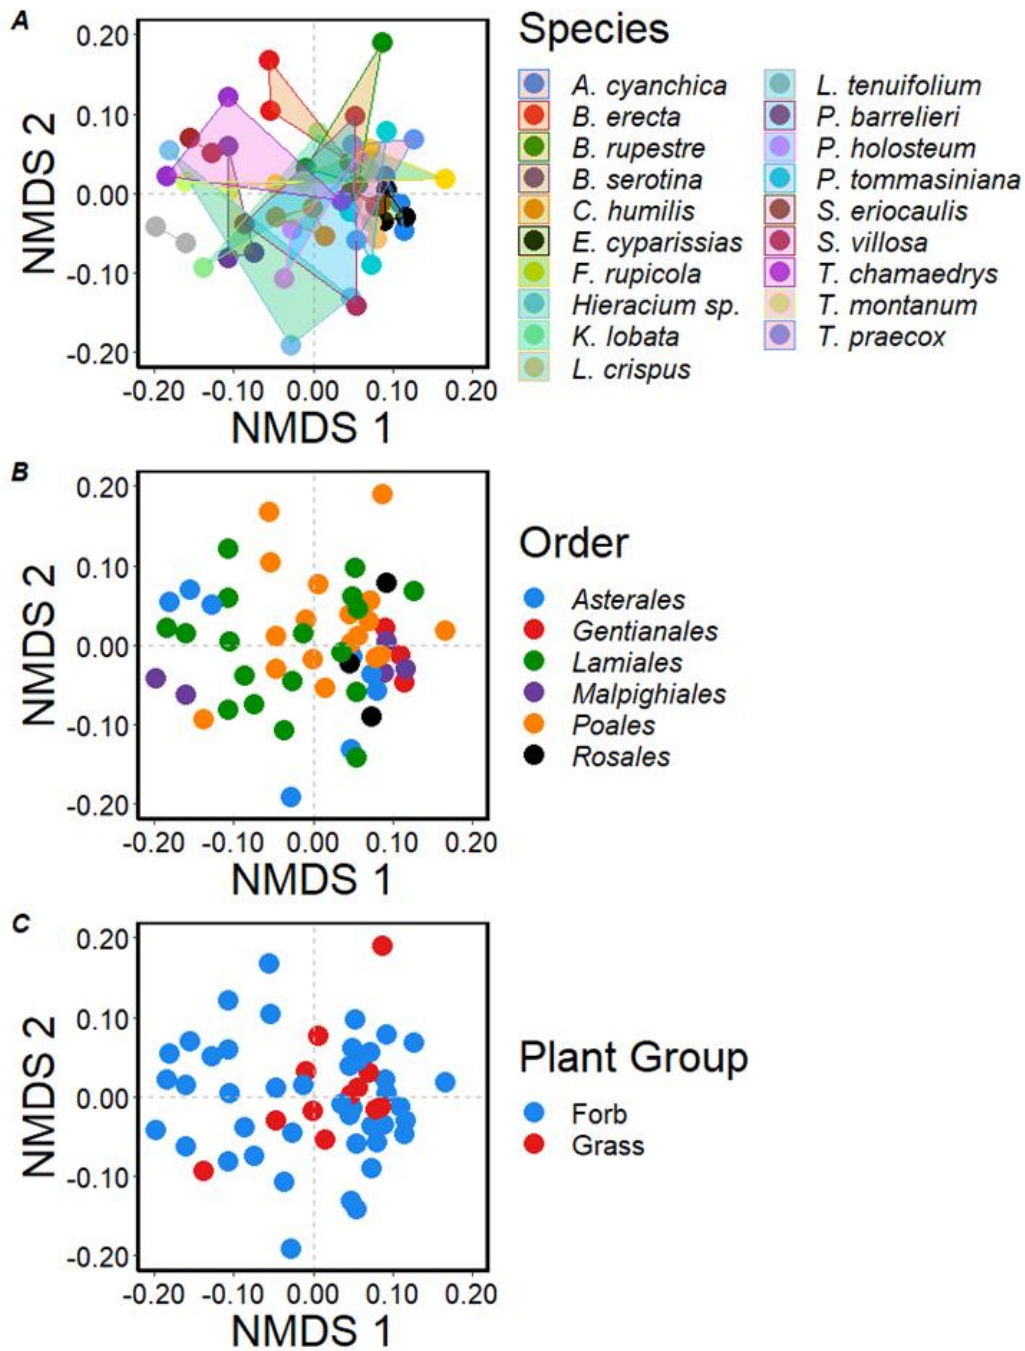 A
NMDS 2
0.20
0.10
0.00
-0.10
-0.20
-0.20 -0.10 0.00 0.10 0.20
NMDS 1
Species
A. cyanchica
B. erecta
B. rupestre
B. serotina
C. humilis
E. cyparissias
F. rupicola
Hieracium sp.
K. lobata
L. crispus
L. tenuifolium
P. barrelieri
P. holosteum
P. tommasiniana
S. eriocaulis
S. villosa
T. chamaedrys
T. montanum
T. praecox
B
NMDS 2
0.20
0.10
0.00
-0.10
-0.20
-0.20 -0.10 0.00 0.10 0.20
NMDS 1
Order
Asterales
Gentianales
Lamiales
Malpighiales
Poales
Rosales
C
NMDS 2
0.20
0.10
0.00
-0.10
-0.20
-0.20 -0.10 0.00 0.10 0.20
NMDS 1
Plant Group
Forb
Grass